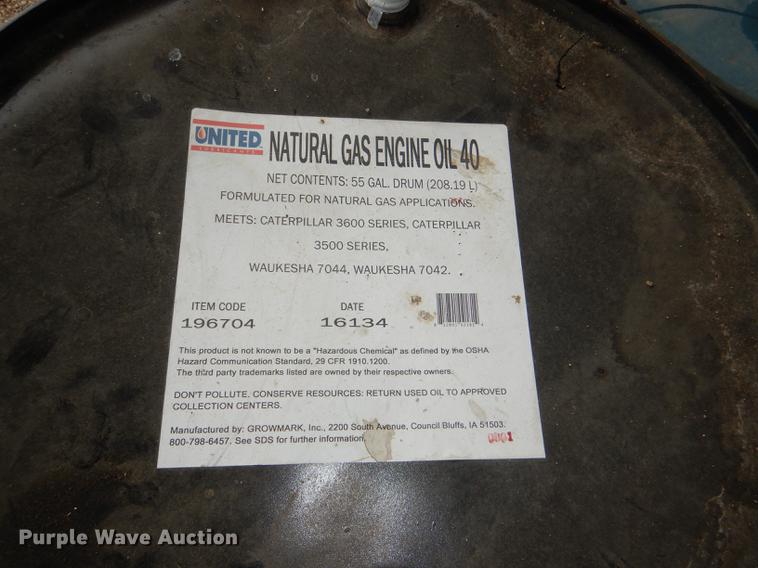 UNITED
LUBRICANTS
NATURAL GAS ENGINE OIL 40
NET CONTENTS: 55 GAL. DRUM (208.19 L)
FORMULATED FOR NATURAL GAS APPLICATIONS.
MEETS: CATERPILLAR 3600 SERIES, CATERPILLAR
3500 SERIES,
WAUKESHA 7044, WAUKESHA 7042.
ITEM CODE DATE
196704 16134
This product is not known to be a "Hazardous Chemical" as defined by the OSHA
Hazard Communication Standard, 29 CFR 1910.1200.
The third party trademarks listed are owned by their respective owners.
DON'T POLLUTE. CONSERVE RESOURCES: RETURN USED OIL TO APPROVED
COLLECTION CENTERS.
Manufactured by: GROWMARK, Inc., 2200 South Avenue, Council Bluffs, IA 51503.
800-798-6457. See SDS for further information.
0001
Purple Wave Auction